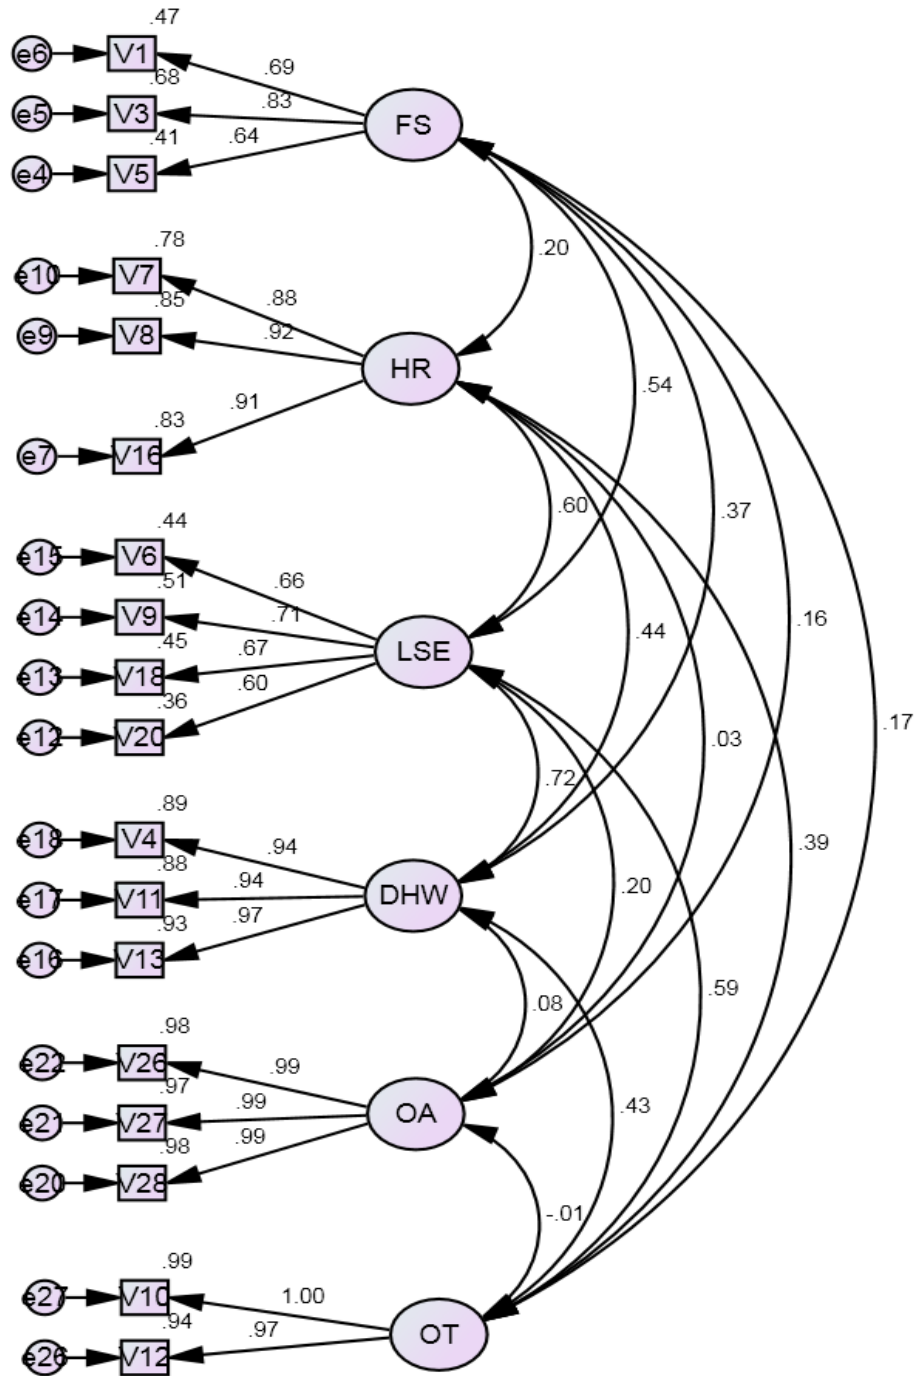 .47
e6 V1 .69
.68
e5 V3 .83 FS
.41
e4 V5 .64
.20
.78
e10 V7 .88
.85
e9 V8 .92 HR
.54
.91
.83
e7 V16
.60 .37
.44
e15 V6 .66
.51
e14 V9 .71 .16
.45 .44
e13 V18 .67 LSE
.36
e12 V20 .60
.17
.03
.72
.89
e18 V4 .94 .39
.88
e17 V11 .94 DHW .20
.93
e16 V13 .97
.59
.08
.98
e22 V26 .99
.97
e21 V27 .99 OA .43
.98
e20 V28 .99
-.01
.99
e27 V10 1.00
.94
e26 V12 .97 OT